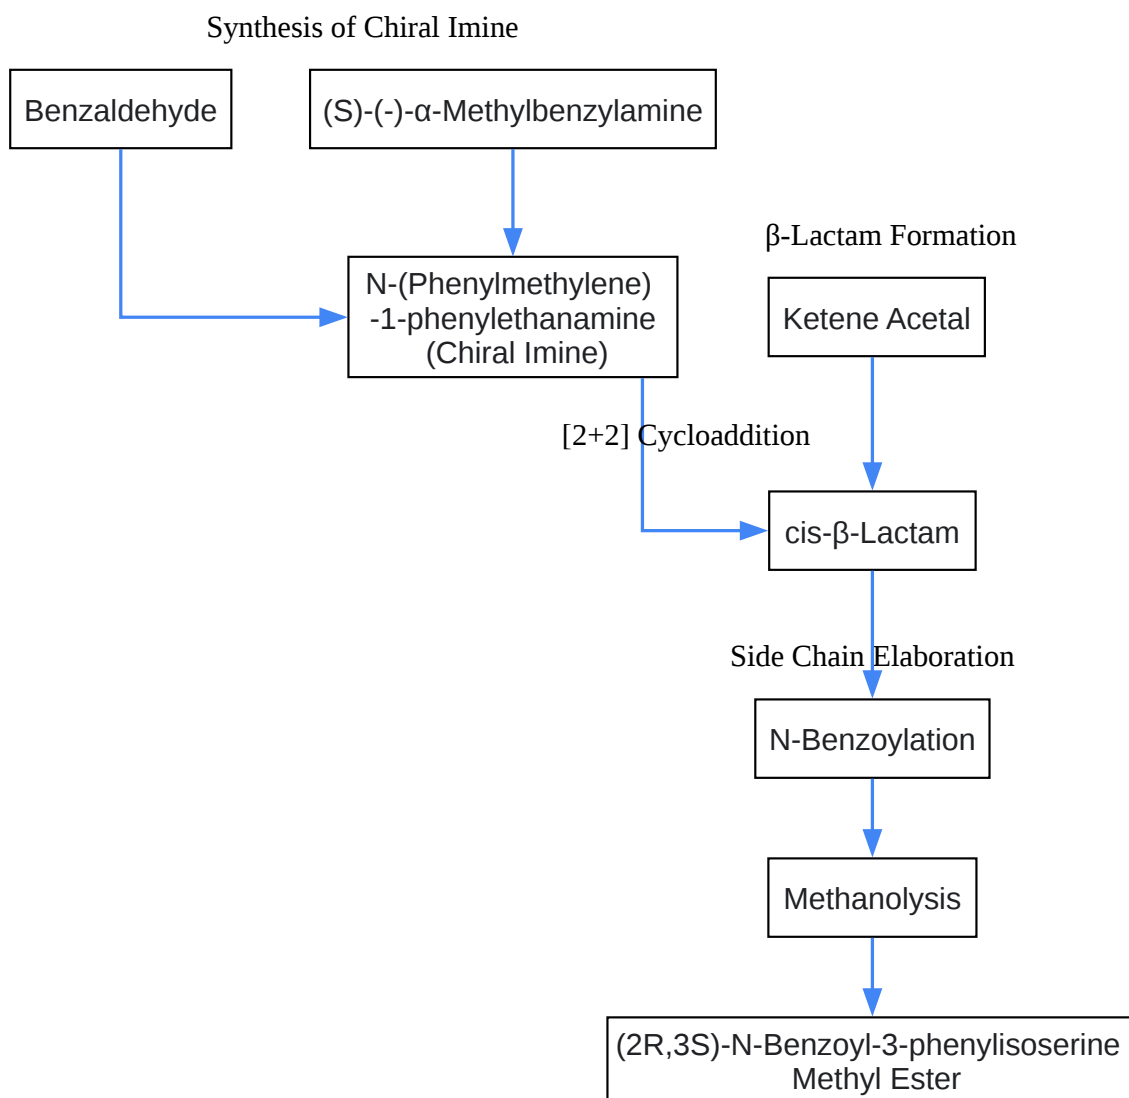 Synthesis of Chiral Imine
Benzaldehyde
(S)-(-)-α-Methylbenzylamine
β-Lactam Formation
N-(Phenylmethylene)
-1-phenylethanamine
(Chiral Imine)
Ketene Acetal
[2+2] Cycloaddition
cis-β-Lactam
Side Chain Elaboration
N-Benzoylation
Methanolysis
(2R,3S)-N-Benzoyl-3-phenylisoserine
Methyl Ester